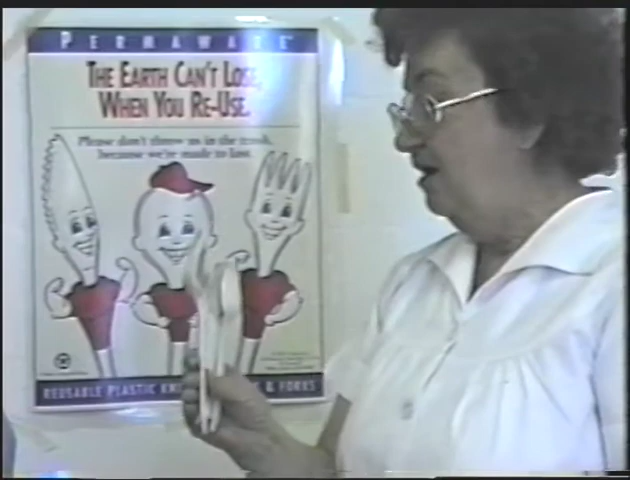 PERMAWARE
THE EARTH CAN'T LOSE,
WHEN YOU RE-USE.
Please don't throw us in the trash,
because we're made to last.
REUSABLE PLASTIC & FORKS